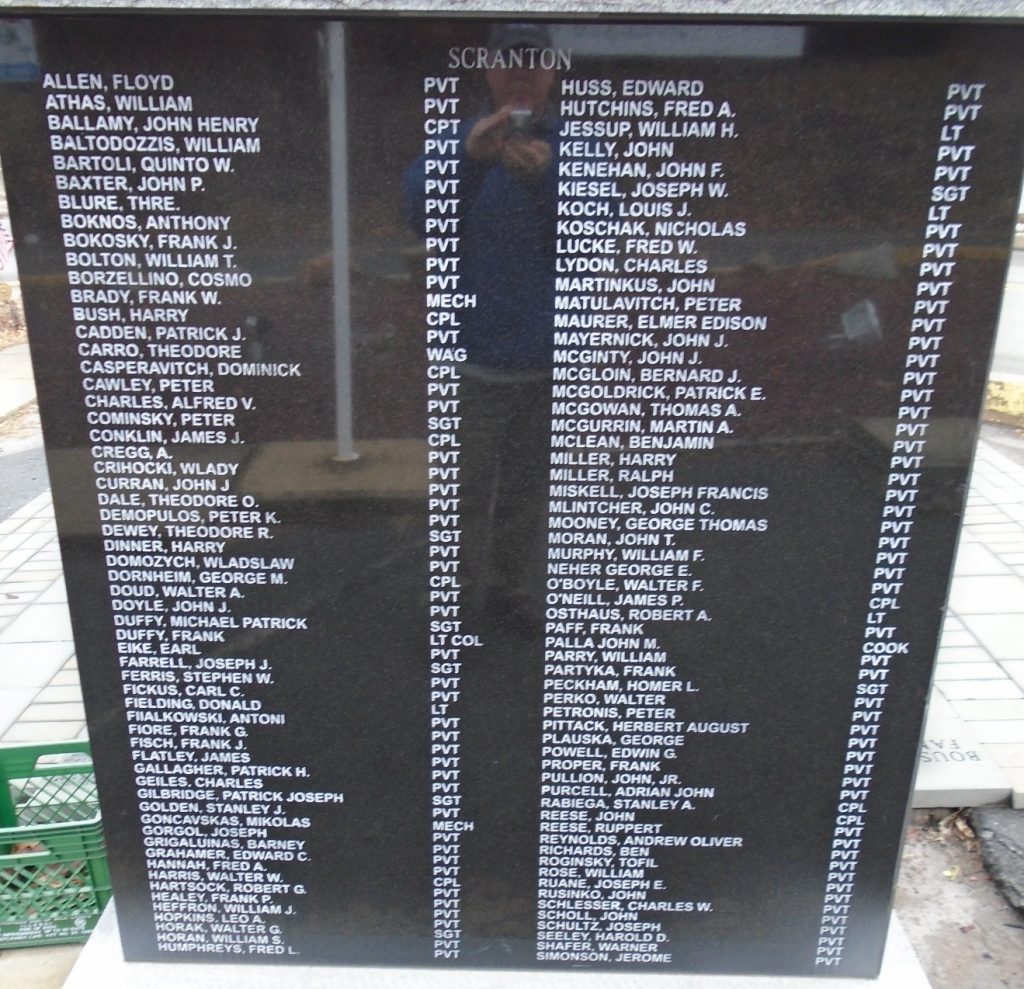 SCRANTON
ALLEN, FLOYD PVT
ATHAS, WILLIAM PVT
BALLAMY, JOHN HENRY CPT
BALTODOZZIS, WILLIAM PVT
BARTOLI, QUINTO W. PVT
BAXTER, JOHN P. PVT
BLURE, THRE. PVT
BOKNOS, ANTHONY PVT
BOKOSKY, FRANK J. PVT
BOLTON, WILLIAM T. PVT
BORZELLINO, COSMO PVT
BRADY, FRANK W. MECH
BUSH, HARRY CPL
CADDEN, PATRICK J. PVT
CARRO, THEODORE WAG
CASPERAVITCH, DOMINICK CPL
CAWLEY, PETER PVT
CHARLES, ALFRED V. PVT
COMINSKY, PETER SGT
CONKLIN, JAMES J. CPL
CREGG, A. PVT
CRIHOCKI, WLADY PVT
CURRAN, JOHN J PVT
DALE, THEODORE O. PVT
DEMOPULOS, PETER K. PVT
DEWEY, THEODORE R. SGT
DINNER, HARRY PVT
DOMOZYCH, WLADSLAW PVT
DORNHEIM, GEORGE M. CPL
DOUD, WALTER A. PVT
DOYLE, JOHN J. PVT
DUFFY, MICHAEL PATRICK SGT
DUFFY, FRANK LT COL
EIKE, EARL PVT
FARRELL, JOSEPH J. SGT
FERRIS, STEPHEN W. PVT
FICKUS, CARL C. PVT
FIELDING, DONALD LT
FIIALKOWSKI, ANTONI PVT
FIORE, FRANK G. PVT
FISCH, FRANK J. PVT
FLATLEY, JAMES PVT
GALLAGHER, PATRICK H. PVT
GEILES, CHARLES PVT
GILBRIDGE, PATRICK JOSEPH SGT
GOLDEN, STANLEY J. PVT
GONCAVSKAS, MIKOLAS MECH
GORGOL, JOSEPH PVT
GRIGALUINAS, BARNEY PVT
GRAHAMER, EDWARD C. PVT
HANNAH, FRED A. PVT
HARRIS, WALTER W. CPL
HARTSOCK, ROBERT G. PVT
HEALEY, FRANK P. PVT
HEFFRON, WILLIAM J. PVT
HOPKINS, LEO A. PVT
HORAK, WALTER G. SGT
HORAN, WILLIAM S. PVT
HUMPHREYS, FRED L. PVT
HUSS, EDWARD PVT
HUTCHINS, FRED A. PVT
JESSUP, WILLIAM H. LT
KELLY, JOHN PVT
KENEHAN, JOHN F. PVT
KIESEL, JOSEPH W. SGT
KOCH, LOUIS J. LT
KOSCHAK, NICHOLAS PVT
LUCKE, FRED W. PVT
LYDON, CHARLES PVT
MARTINKUS, JOHN PVT
MATULAVITCH, PETER PVT
MAURER, ELMER EDISON PVT
MAYERNICK, JOHN J. PVT
MCGINTY, JOHN J. PVT
MCGLOIN, BERNARD J. PVT
MCGOLDRICK, PATRICK E. PVT
MCGOWAN, THOMAS A. PVT
MCGURRIN, MARTIN A. PVT
MCLEAN, BENJAMIN PVT
MILLER, HARRY PVT
MILLER, RALPH PVT
MISKELL, JOSEPH FRANCIS PVT
MLINTCHER, JOHN C. PVT
MOONEY, GEORGE THOMAS PVT
MORAN, JOHN T. PVT
MURPHY, WILLIAM F. PVT
NEHER GEORGE E. PVT
O'BOYLE, WALTER F. PVT
O'NEILL, JAMES P. CPL
OSTHAUS, ROBERT A. LT
PAFF, FRANK PVT
PALLA JOHN M. COOK
PARRY, WILLIAM PVT
PARTYKA, FRANK PVT
PECKHAM, HOMER L. SGT
PERKO, WALTER PVT
PETRONIS, PETER PVT
PITTACK, HERBERT AUGUST PVT
PLAUSKA, GEORGE PVT
POWELL, EDWIN G. PVT
PROPER, FRANK PVT
PULLION, JOHN, JR. PVT
PURCELL, ADRIAN JOHN PVT
RABIEGA, STANLEY A. CPL
REESE, JOHN CPL
REESE, RUPPERT PVT
REYNOLDS, ANDREW OLIVER PVT
RICHARDS, BEN PVT
ROGINSKY, TOFIL PVT
ROSE, WILLIAM PVT
RUANE, JOSEPH E. PVT
RUSINKO, JOHN PVT
SCHLESSER, CHARLES W. PVT
SCHOLL, JOHN PVT
SCHULTZ, JOSEPH PVT
SEELEY, HAROLD D. PVT
SHAFER, WARNER PVT
SIMONSON, JEROME PVT